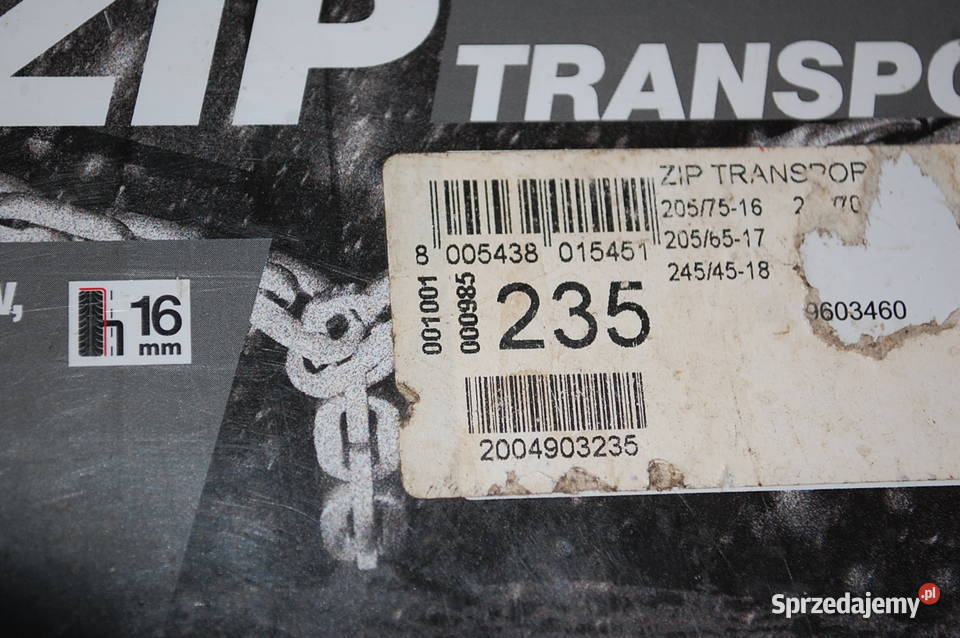 ZIP
TRANSPO
ZIP TRANSPOR
205/75-16
205/65-17
245/45-18
8 005438 015451
001001
000985
235
9603460
2004903235
16
mm
Sprzedajemy.pl